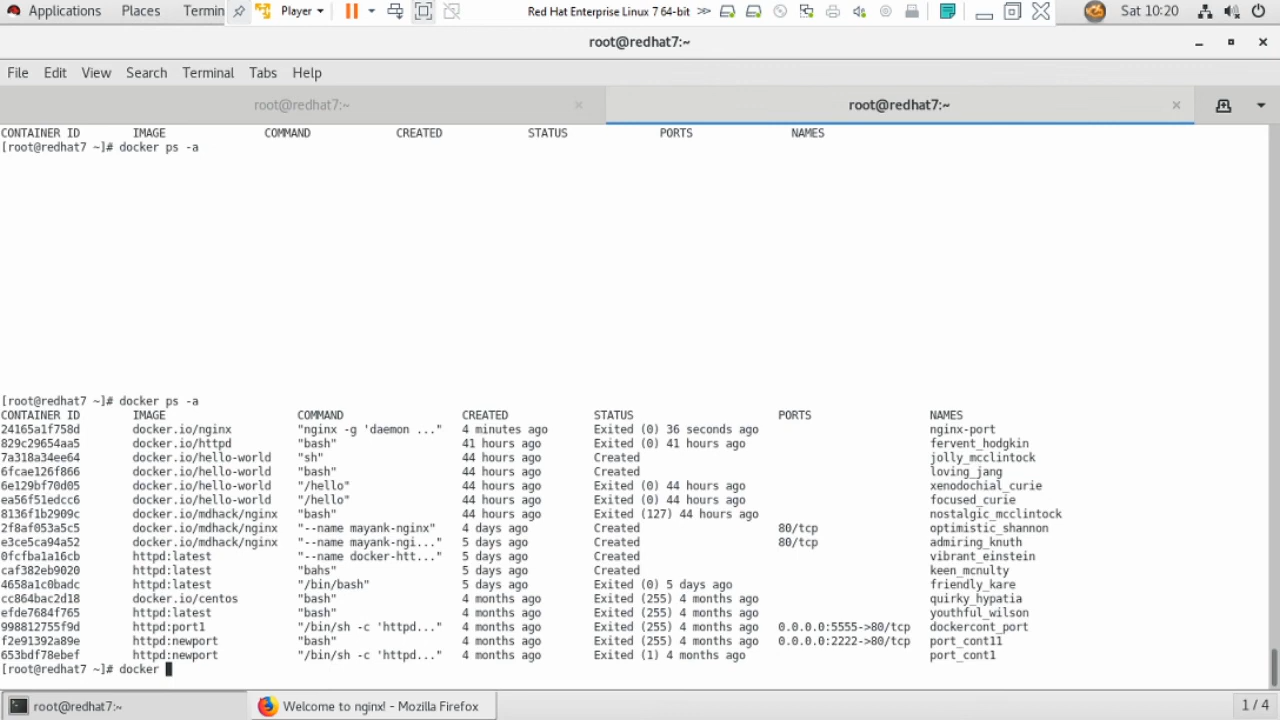 Applications Places Termin Player Red Hat Enterprise Linux 7 64-bit Sat 10:20
root@redhat7:~
File Edit View Search Terminal Tabs Help
root@redhat7:~ root@redhat7:~
CONTAINER ID IMAGE COMMAND CREATED STATUS PORTS NAMES
[root@redhat7 ~]# docker ps -a
[root@redhat7 ~]# docker ps -a
CONTAINER ID IMAGE COMMAND CREATED STATUS PORTS NAMES
24165a1f758d docker.io/nginx "nginx -g 'daemon ..." 4 minutes ago Exited (0) 36 seconds ago nginx-port
829c29654aa5 docker.io/httpd "bash" 41 hours ago Exited (0) 41 hours ago fervent_hodgkin
7a318a34ee64 docker.io/hello-world "sh" 44 hours ago Created jolly_mcclintock
6fcae126f866 docker.io/hello-world "bash" 44 hours ago Created loving_jang
6e129bf70d05 docker.io/hello-world "/hello" 44 hours ago Exited (0) 44 hours ago xenodochial_curie
ea56f51edcc6 docker.io/hello-world "/hello" 44 hours ago Exited (0) 44 hours ago focused_curie
8136f1b2909c docker.io/mdhack/nginx "bash" 44 hours ago Exited (127) 44 hours ago nostalgic_mcclintock
2f8af053a5c5 docker.io/mdhack/nginx "--name mayank-nginx" 4 days ago Created 80/tcp optimistic_shannon
e3ce5ca94a52 docker.io/mdhack/nginx "--name mayank-ngi..." 5 days ago Created 80/tcp admiring_knuth
0fcfba1a16cb httpd:latest "--name docker-htt..." 5 days ago Created vibrant_einstein
caf382eb9020 httpd:latest "bahs" 5 days ago Created keen_mcnulty
4658a1c0badc httpd:latest "/bin/bash" 5 days ago Exited (0) 5 days ago friendly_kare
cc864bac2d18 docker.io/centos "bash" 4 months ago Exited (255) 4 months ago quirky_hypatia
efde7684f765 httpd:latest "bash" 4 months ago Exited (255) 4 months ago youthful_wilson
998812755f9d httpd:port1 "/bin/sh -c 'httpd..." 4 months ago Exited (255) 4 months ago 0.0.0.0:5555->80/tcp dockercont_port
f2e91392a89e httpd:newport "bash" 4 months ago Exited (255) 4 months ago 0.0.0.0:2222->80/tcp port_cont11
653bdf78ebef httpd:newport "/bin/sh -c 'httpd..." 4 months ago Exited (1) 4 months ago port_cont1
[root@redhat7 ~]# docker
root@redhat7:~ Welcome to nginx! - Mozilla Firefox 1 / 4